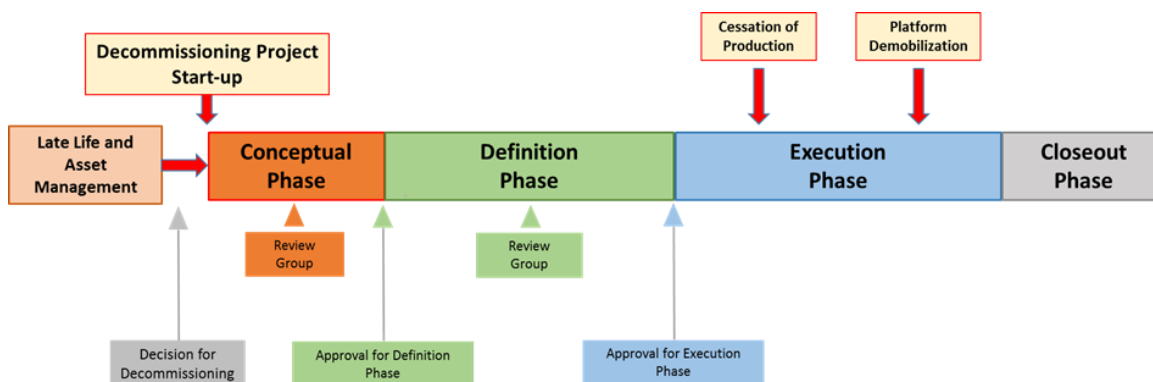 Cessation of
Production
Platform
Demobilization
Decommissioning Project
Start-up
Late Life and
Asset
Management
Conceptual
Phase
Definition
Phase
Execution
Phase
Closeout
Phase
Review
Group
Review
Group
Decision for
Decommissioning
Approval for Definition
Phase
Approval for Execution
Phase